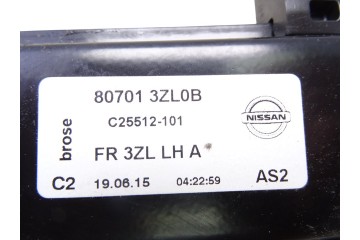 80701 3ZL0B
C25512-101
NISSAN
brose
FR 3ZL LH A
C2 19.06.15 04:22:59 AS2